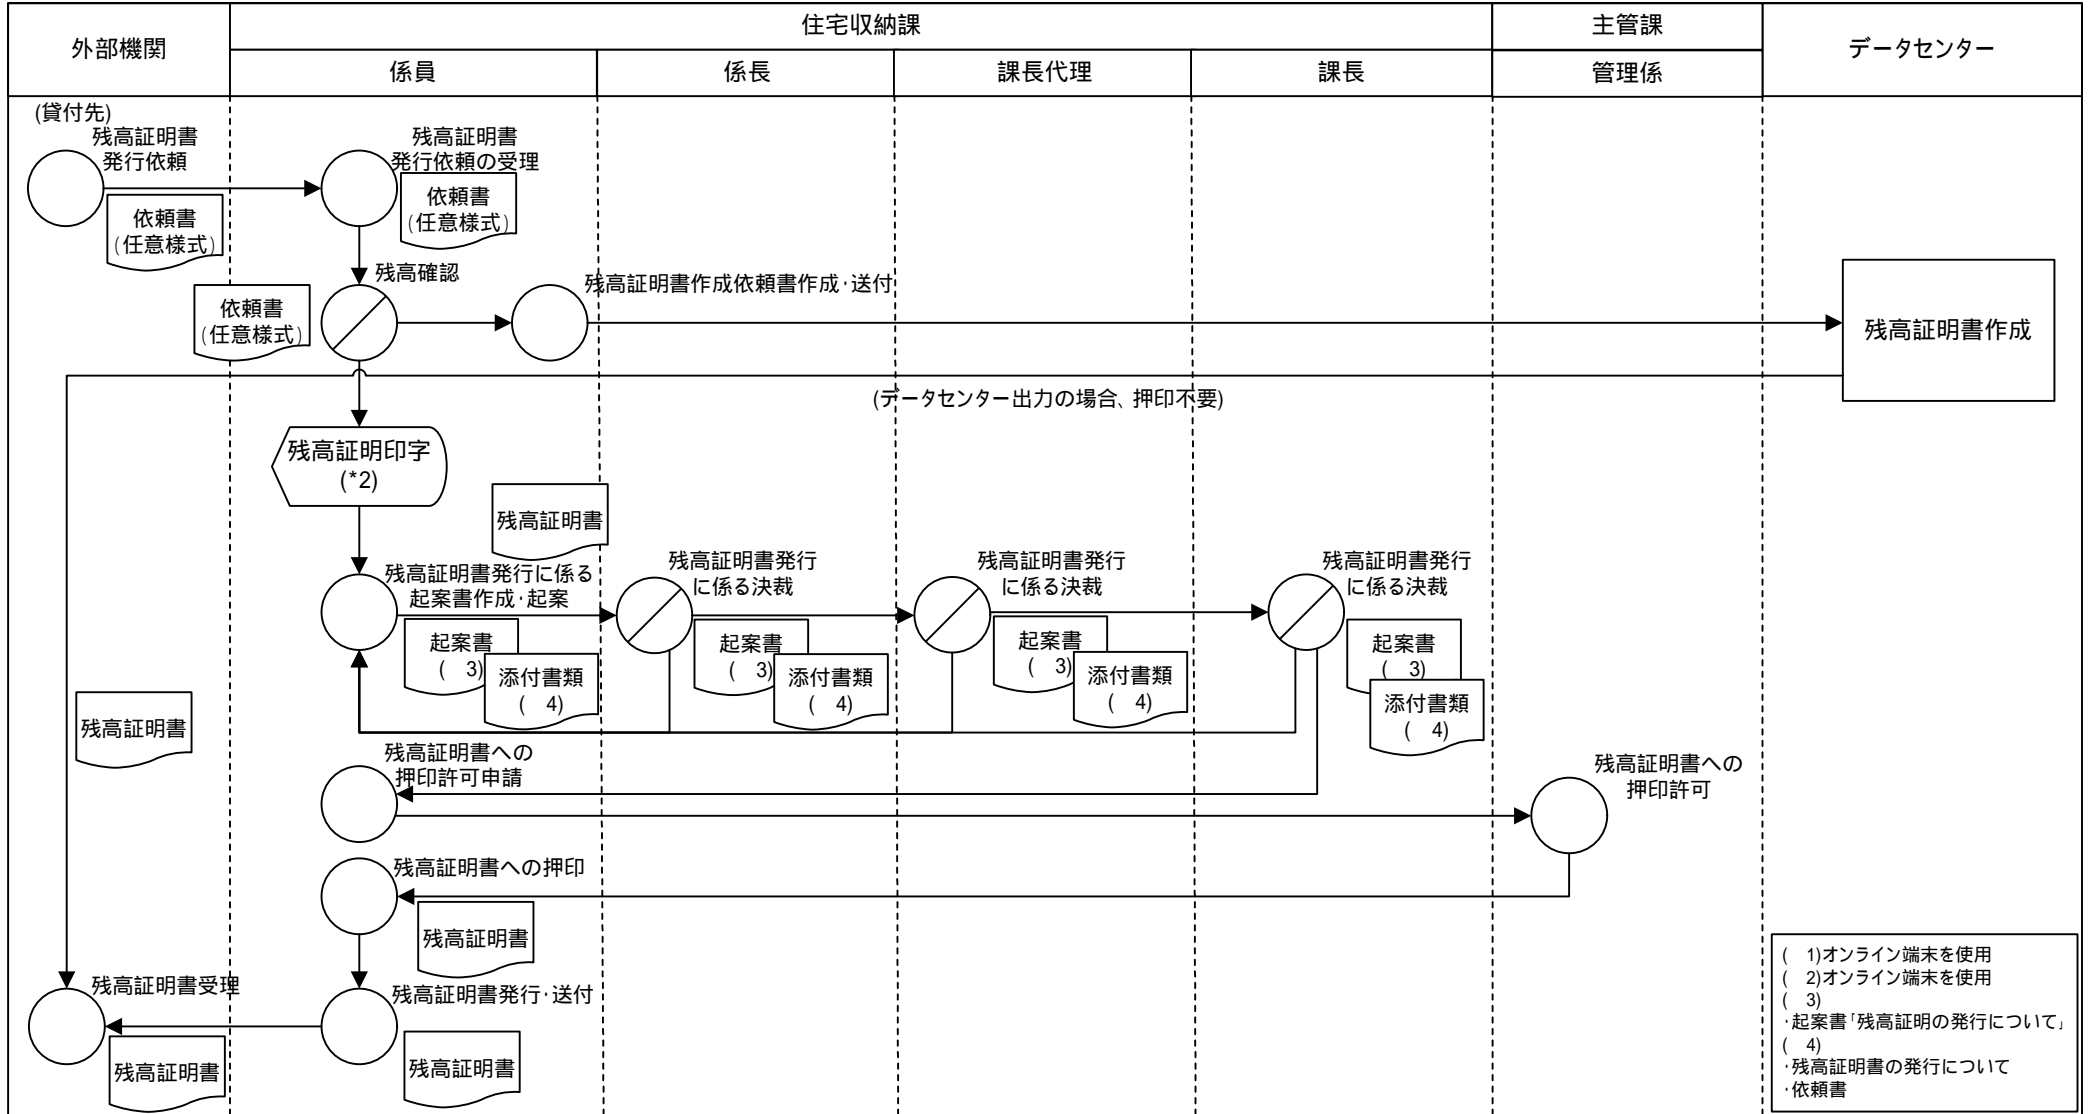 外部機関
住宅収納課
主管課
データセンター
係員
係長
課長代理
課長
管理係
(貸付先)
残高証明書
発行依頼
依頼書
(任意様式)
残高証明書
発行依頼の受理
依頼書
(任意様式)
残高確認
依頼書
(任意様式)
残高証明書作成依頼書作成・送付
残高証明書作成
(データセンター出力の場合、押印不要)
残高証明印字
(*2)
残高証明書
残高証明書発行に係る
起案書作成・起案
起案書
( 3)
添付書類
( 4)
残高証明書発行
に係る決裁
起案書
( 3)
添付書類
( 4)
残高証明書発行
に係る決裁
起案書
( 3)
添付書類
( 4)
残高証明書発行
に係る決裁
起案書
( 3)
添付書類
( 4)
残高証明書
残高証明書への
押印許可申請
残高証明書への
押印許可
残高証明書への押印
残高証明書
残高証明書受理
残高証明書
残高証明書発行・送付
残高証明書
( 1)オンライン端末を使用
( 2)オンライン端末を使用
( 3)
・起案書「残高証明の発行について」
( 4)
・残高証明書の発行について
・依頼書